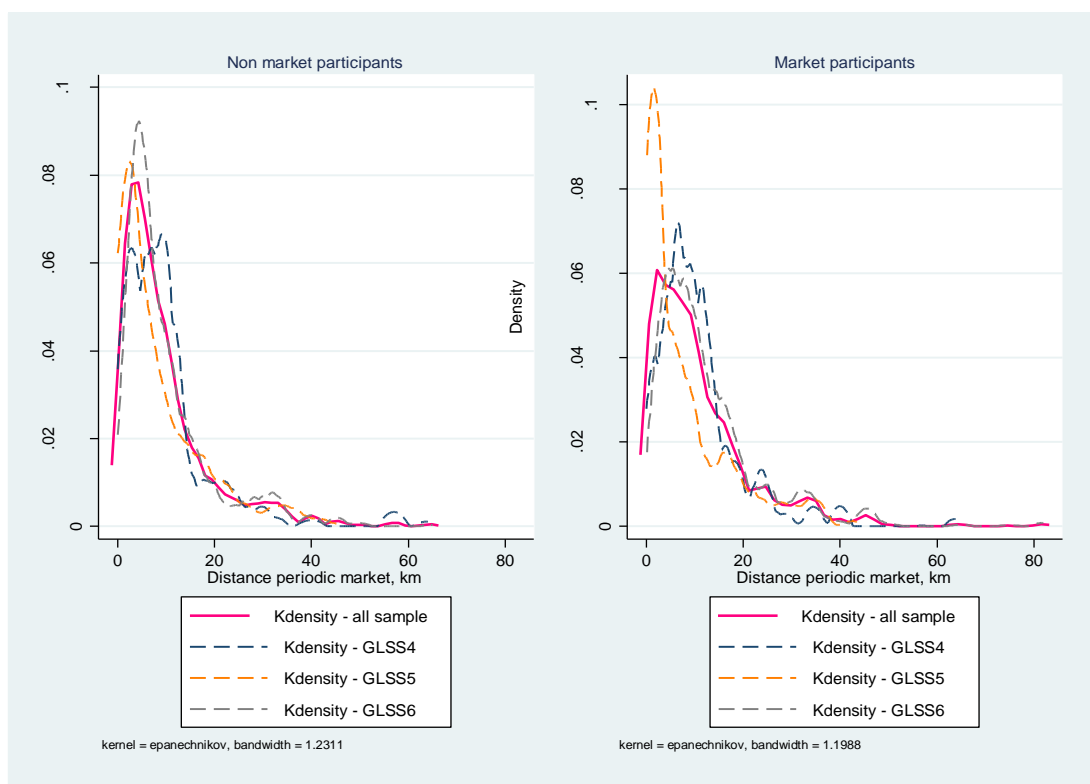 Non market participants
.1
.08
.06
.04
.02
0
0 20 40 60 80
Distance periodic market, km
Kdensity - all sample
Kdensity - GLSS4
Kdensity - GLSS5
Kdensity - GLSS6
kernel = epanechnikov, bandwidth = 1.2311
Market participants
Density
.1
.08
.06
.04
.02
0
0 20 40 60 80
Distance periodic market, km
Kdensity - all sample
Kdensity - GLSS4
Kdensity - GLSS5
Kdensity - GLSS6
kernel = epanechnikov, bandwidth = 1.1988